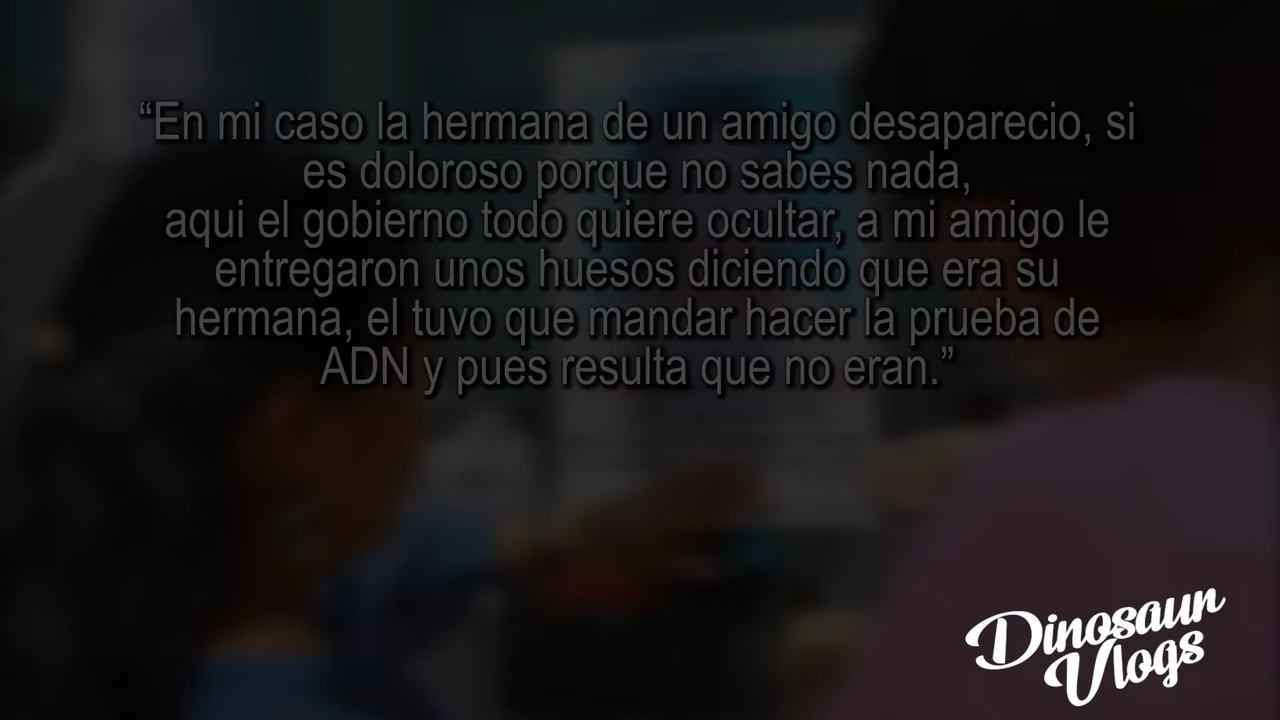 “En mi caso la hermana de un amigo desaparecio, si
es doloroso porque no sabes nada,
aqui el gobierno todo quiere ocultar, a mi amigo le
entregaron unos huesos diciendo que era su
hermana, el tuvo que mandar hacer la prueba de
ADN y pues resulta que no eran.”
Dinosaur
Vlogs